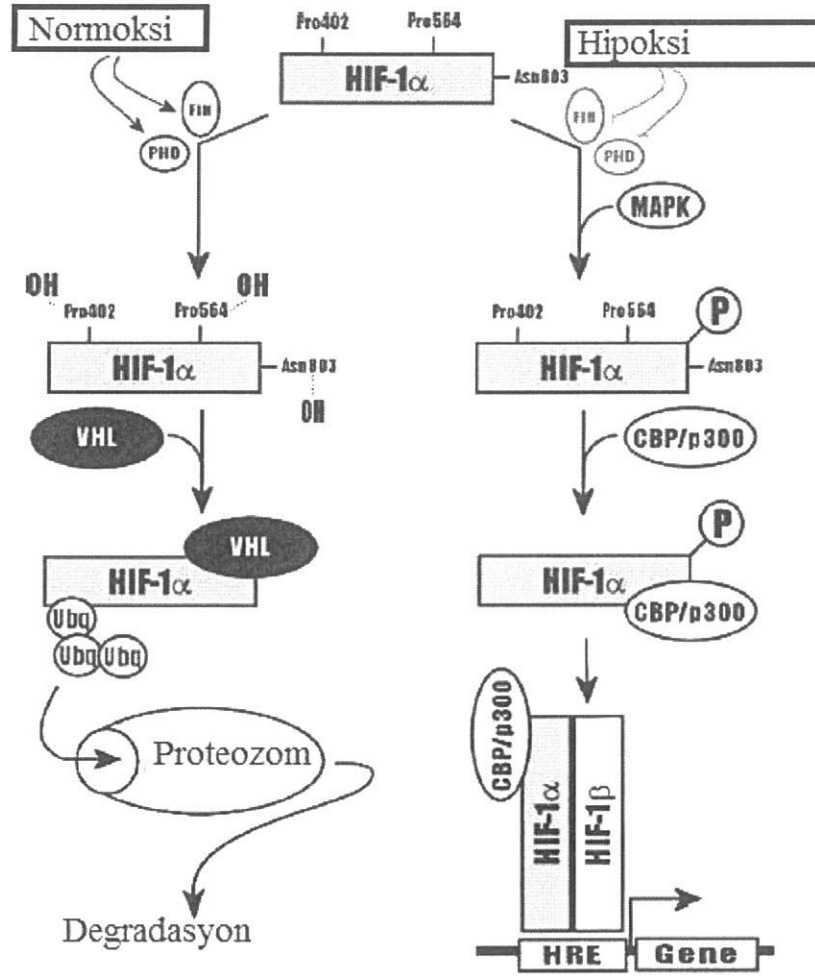 Normoksi
Pro402
Pro564
Hipoksi
HIF-1α
Asn803
FIH
PHD
FIH
PHD
MAPK
OH
OH
Pro402
Pro564
HIF-1α
Asn803
OH
Pro402
Pro564
P
HIF-1α
Asn803
VHL
CBP/p300
VHL
HIF-1α
Ubq
Ubq
Ubq
P
HIF-1α
CBP/p300
Proteozom
Degradasyon
CBP/p300
HIF-1α
HIF-1β
HRE
Gene